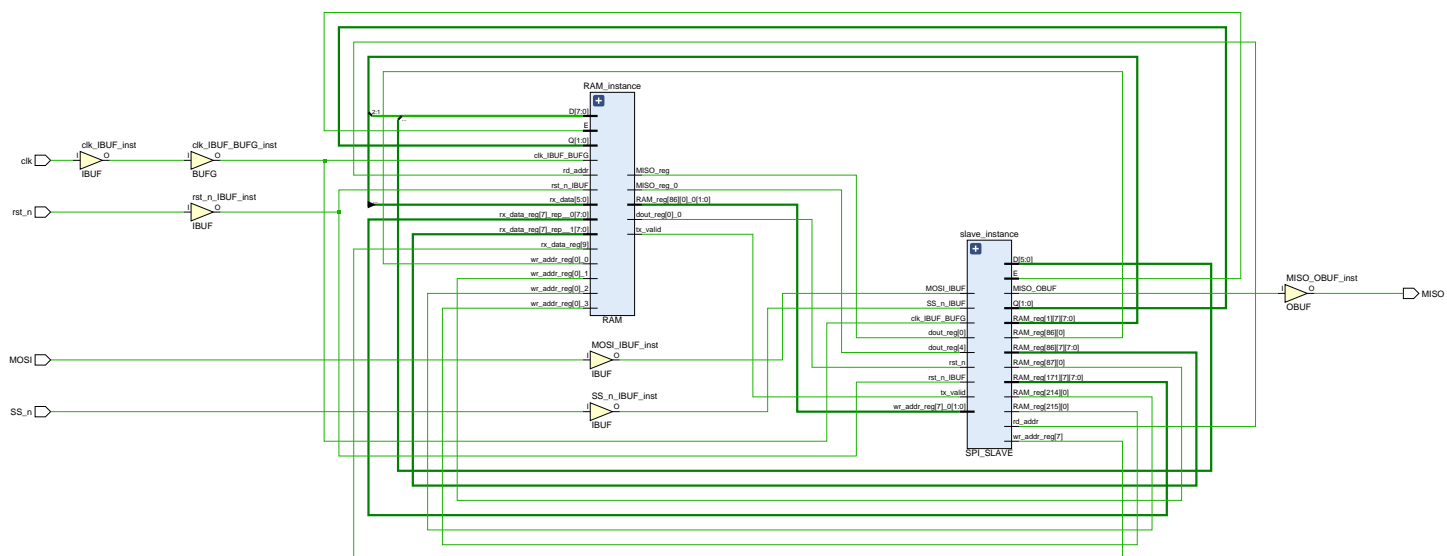 RAM_instance
2:1
D[7:0]
E
Q[1:0]
clk_IBUF_BUFG
rd_addr
rst_n_IBUF
rx_data[5:0]
rx_data_reg[7]_rep__0[7:0]
rx_data_reg[7]_rep__1[7:0]
rx_data_reg[9]
wr_addr_reg[0]_0
wr_addr_reg[0]_1
wr_addr_reg[0]_2
wr_addr_reg[0]_3
MISO_reg
MISO_reg_0
RAM_reg[86][0]_0[1:0]
dout_reg[0]_0
tx_valid
RAM
clk
clk_IBUF_inst
I
O
IBUF
clk_IBUF_BUFG_inst
I
O
BUFG
rst_n
rst_n_IBUF_inst
I
O
IBUF
slave_instance
MOSI_IBUF
SS_n_IBUF
clk_IBUF_BUFG
dout_reg[0]
dout_reg[4]
rst_n
rst_n_IBUF
tx_valid
wr_addr_reg[7]_0[1:0]
D[5:0]
E
MISO_OBUF
Q[1:0]
RAM_reg[1][7][7:0]
RAM_reg[86][0]
RAM_reg[86][7][7:0]
RAM_reg[87][0]
RAM_reg[171][7][7:0]
RAM_reg[214][0]
RAM_reg[215][0]
rd_addr
wr_addr_reg[7]
SPI_SLAVE
MISO_OBUF_inst
I
O
OBUF
MISO
MOSI
MOSI_IBUF_inst
I
O
IBUF
SS_n
SS_n_IBUF_inst
I
O
IBUF